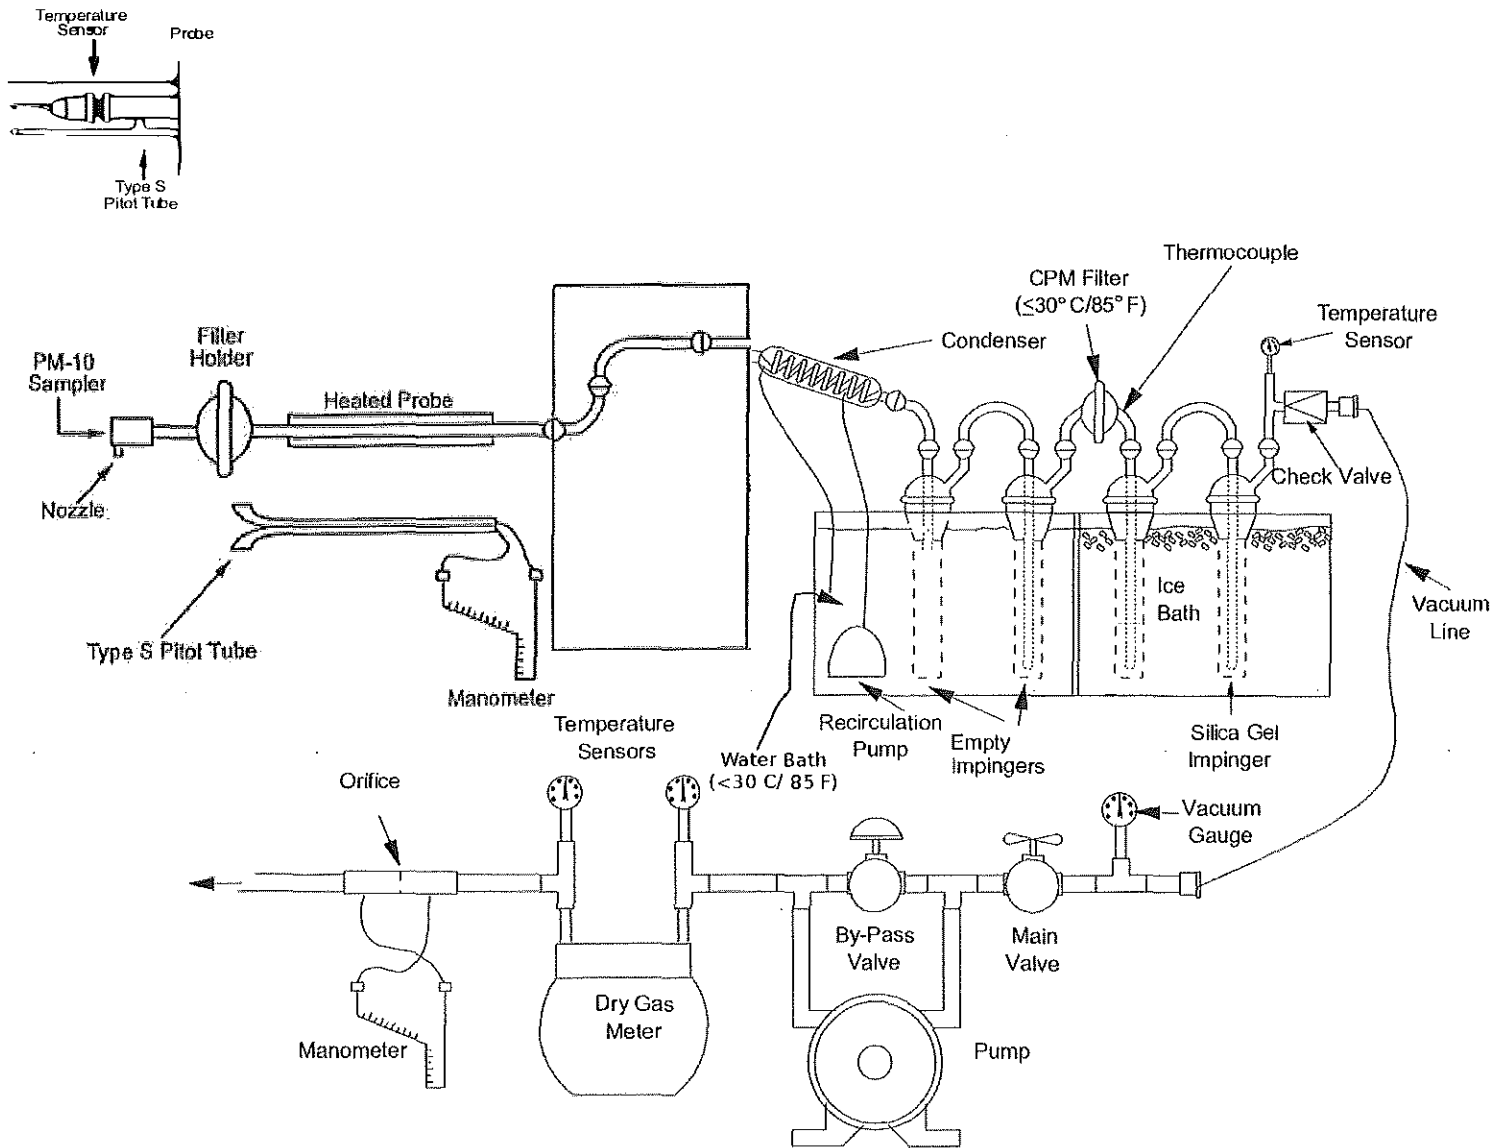 Temperature
Sensor
Probe
Type S
Pitot Tube
Thermocouple
CPM Filter
(≤30° C/85° F)
Temperature
Sensor
Condenser
Filler
Holder
PM-10
Sampler
Heated Probe
Check Valve
Nozzle
Ice
Bath
Vacuum
Line
Type S Pitot Tube
Manometer
Recirculation
Pump
Empty
Impingers
Silica Gel
Impinger
Temperature
Sensors
Water Bath
(<30 C/ 85 F)
Orifice
Vacuum
Gauge
By-Pass
Valve
Main
Valve
Dry Gas
Meter
Manometer
Pump